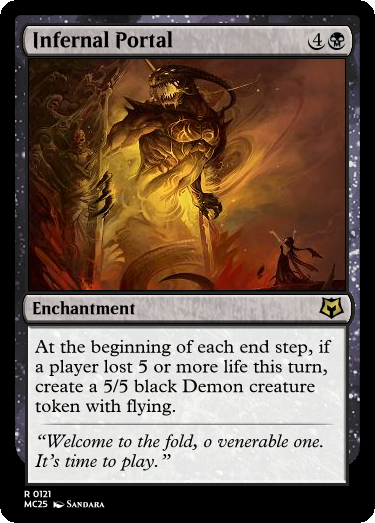 Infernal Portal 4
Enchantment
At the beginning of each end step, if
a player lost 5 or more life this turn,
create a 5/5 black Demon creature
token with flying.
“Welcome to the fold, o venerable one.
It’s time to play.”
R 0121
MC25 Sandara